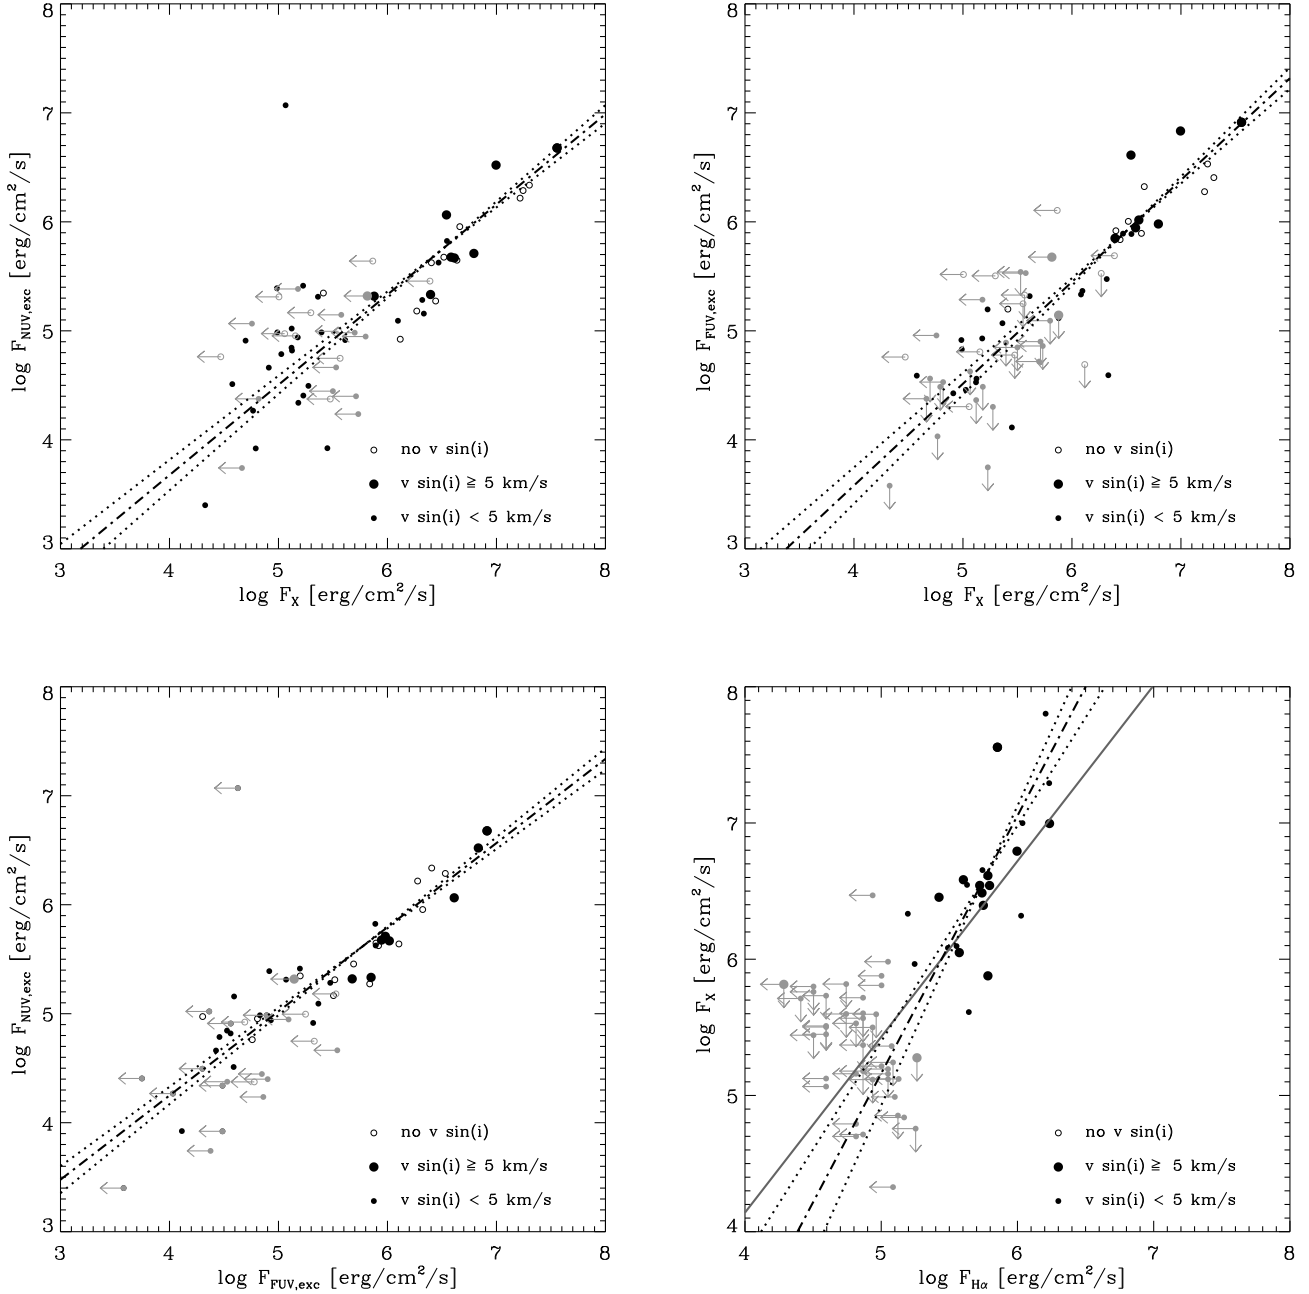 8
7
6
5
4
3
log F_NUV,exc [erg/cm²/s]
no v sin(i)
v sin(i) ≧ 5 km/s
v sin(i) < 5 km/s
3 4 5 6 7 8
log F_X [erg/cm²/s]
8
7
6
5
4
3
log F_FUV,exc [erg/cm²/s]
no v sin(i)
v sin(i) ≧ 5 km/s
v sin(i) < 5 km/s
3 4 5 6 7 8
log F_X [erg/cm²/s]
8
7
6
5
4
3
log F_NUV,exc [erg/cm²/s]
no v sin(i)
v sin(i) ≧ 5 km/s
v sin(i) < 5 km/s
3 4 5 6 7 8
log F_FUV,exc [erg/cm²/s]
8
7
6
5
4
log F_X [erg/cm²/s]
no v sin(i)
v sin(i) ≧ 5 km/s
v sin(i) < 5 km/s
4 5 6 7 8
log F_Hα [erg/cm²/s]